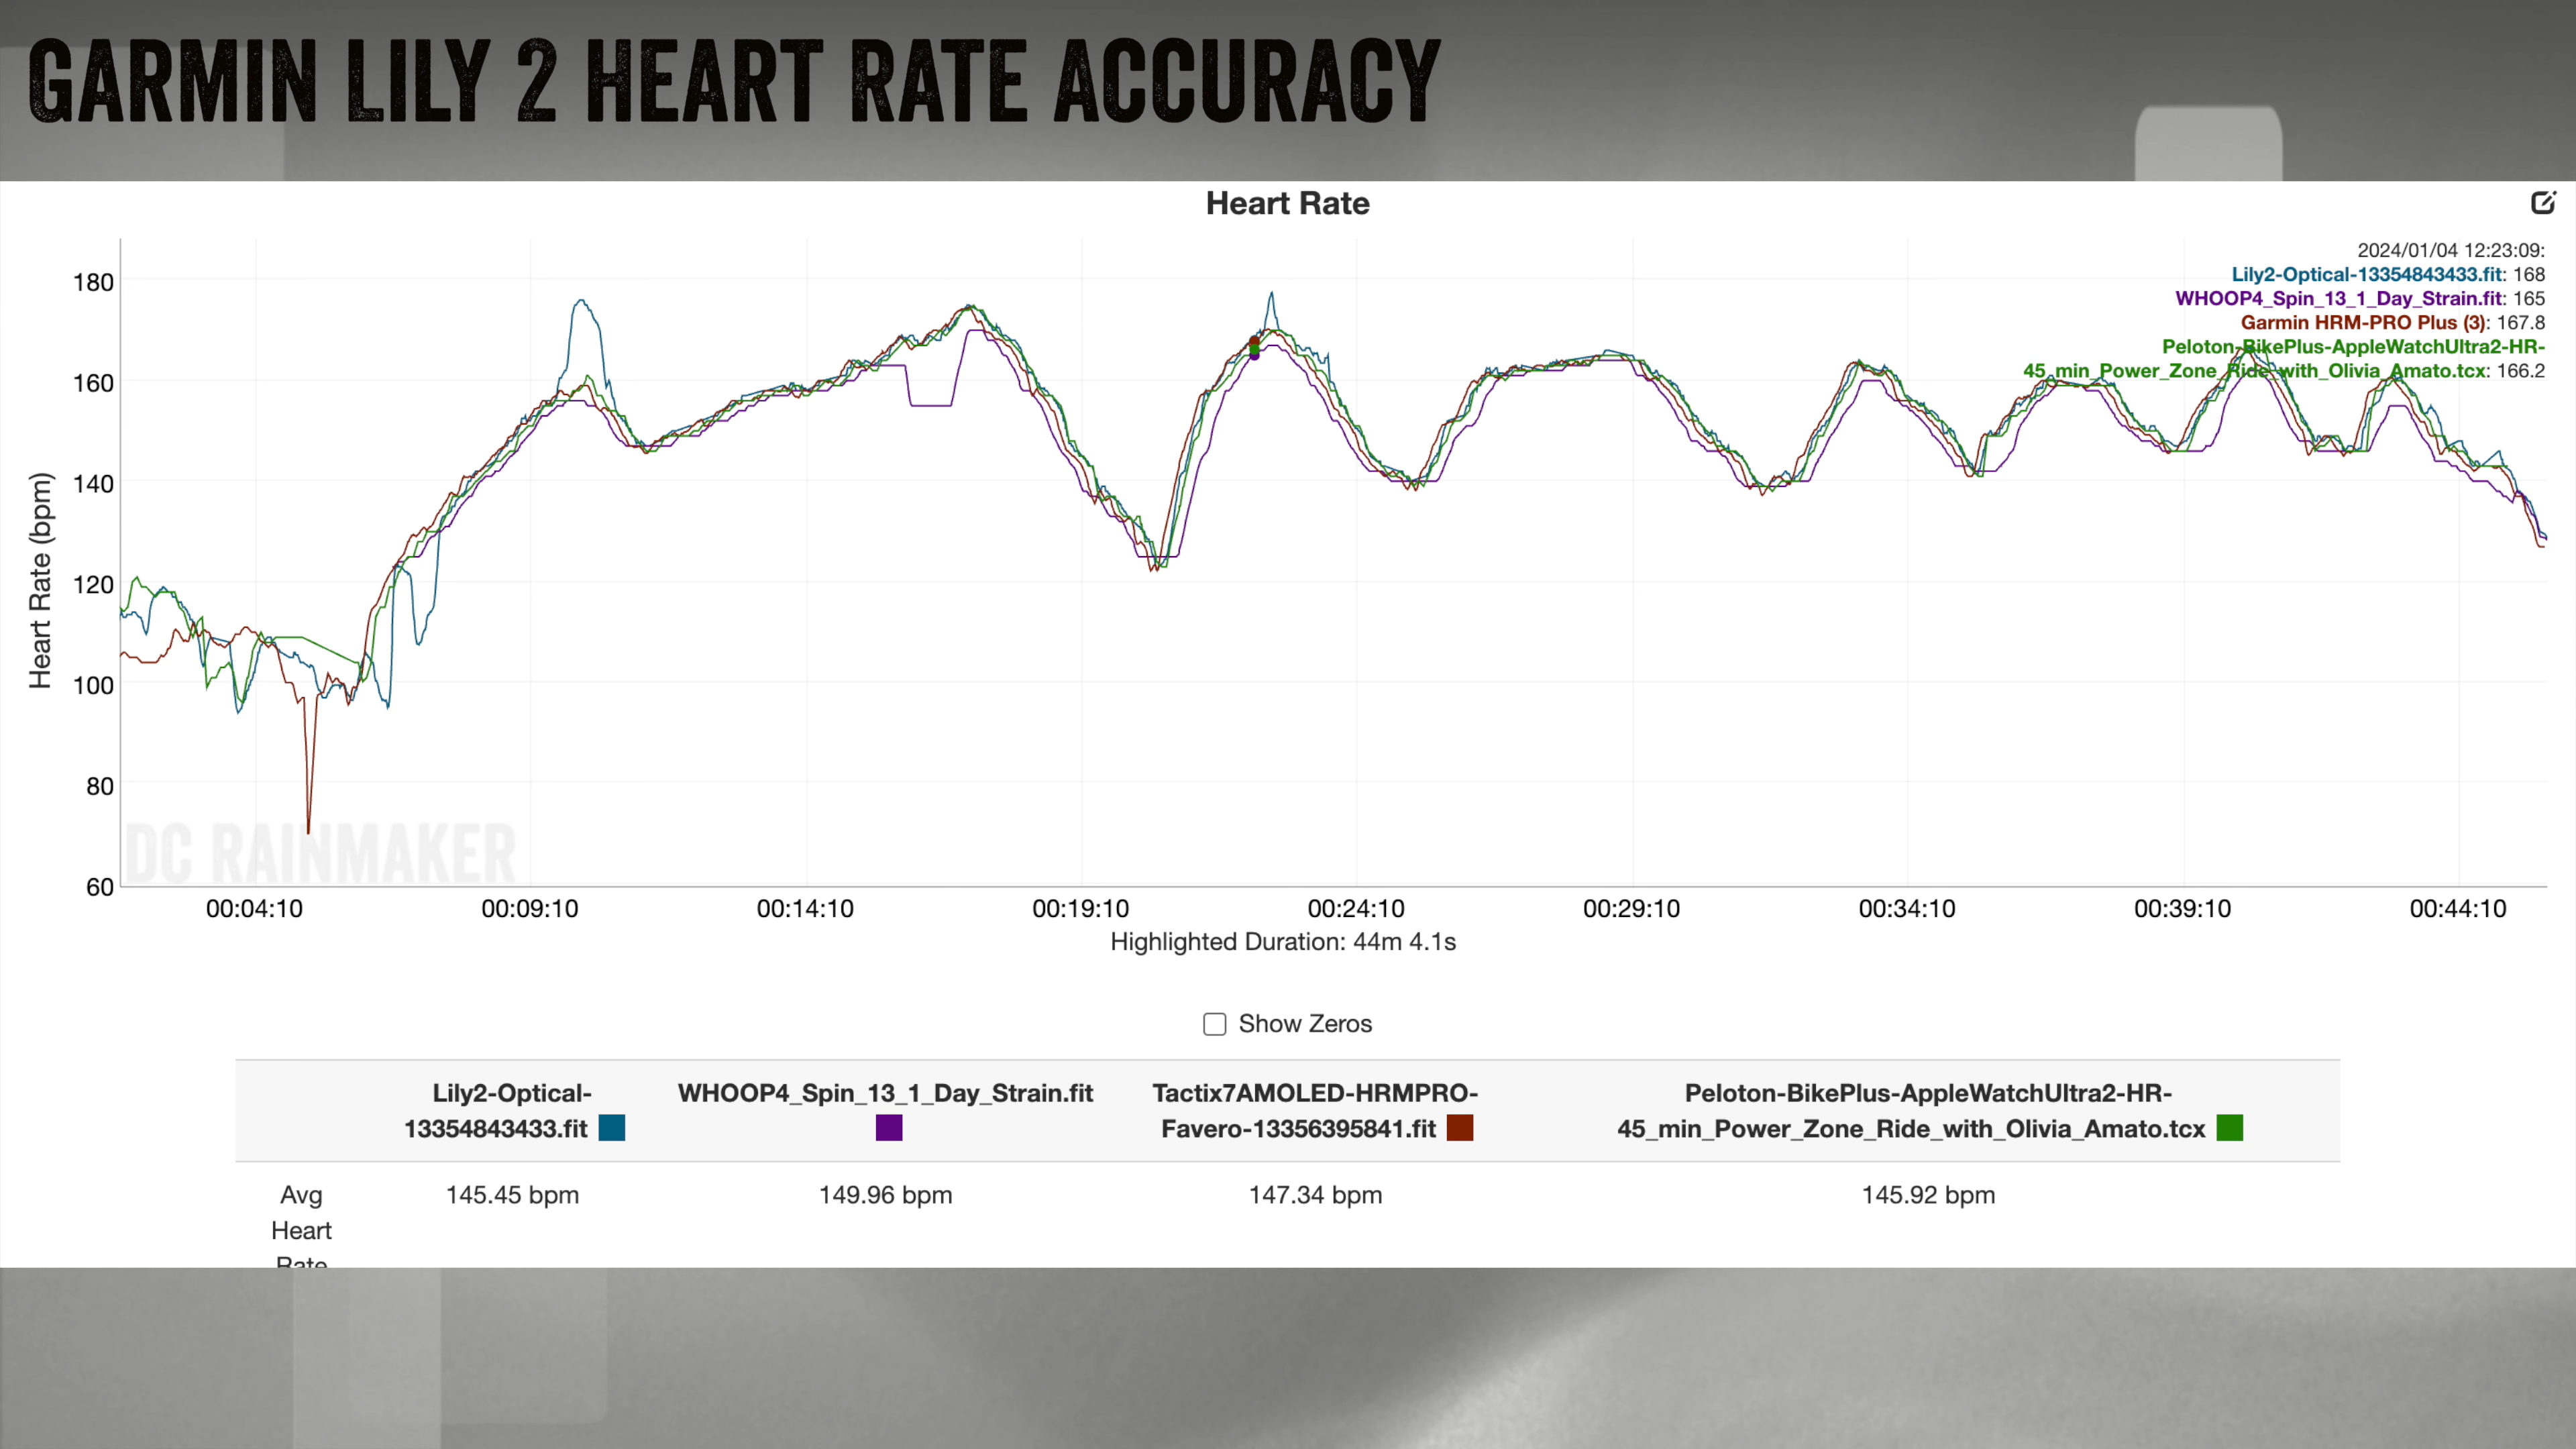 GARMIN LILY 2 HEART RATE ACCURACY
Heart Rate
2024/01/04 12:23:09:
Lily2-Optical-13354843433.fit: 168
WHOOP4_Spin_13_1_Day_Strain.fit: 165
Garmin HRM-PRO Plus (3): 167.8
Peloton-BikePlus-AppleWatchUltra2-HR-
45_min_Power_Zone_Ride_with_Olivia_Amato.tcx: 166.2
Heart Rate (bpm)
180
160
140
120
100
80
60
DC RAINMAKER
00:04:10 00:09:10 00:14:10 00:19:10 00:24:10 00:29:10 00:34:10 00:39:10 00:44:10
Highlighted Duration: 44m 4.1s
Show Zeros
Lily2-Optical- WHOOP4_Spin_13_1_Day_Strain.fit Tactix7AMOLED-HRMPRO- Peloton-BikePlus-AppleWatchUltra2-HR-
13354843433.fit Favero-13356395841.fit 45_min_Power_Zone_Ride_with_Olivia_Amato.tcx
Avg 145.45 bpm 149.96 bpm 147.34 bpm 145.92 bpm
Heart
Rate